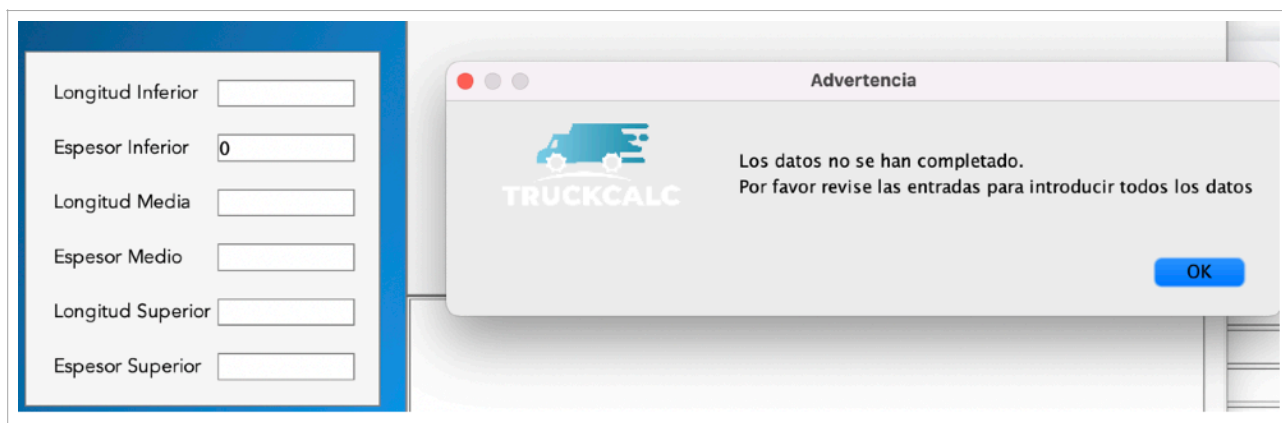 Longitud Inferior
Espesor Inferior 0
Longitud Media
Espesor Medio
Longitud Superior
Espesor Superior
Advertencia
TRUCKCALC
Los datos no se han completado.
Por favor revise las entradas para introducir todos los datos
OK